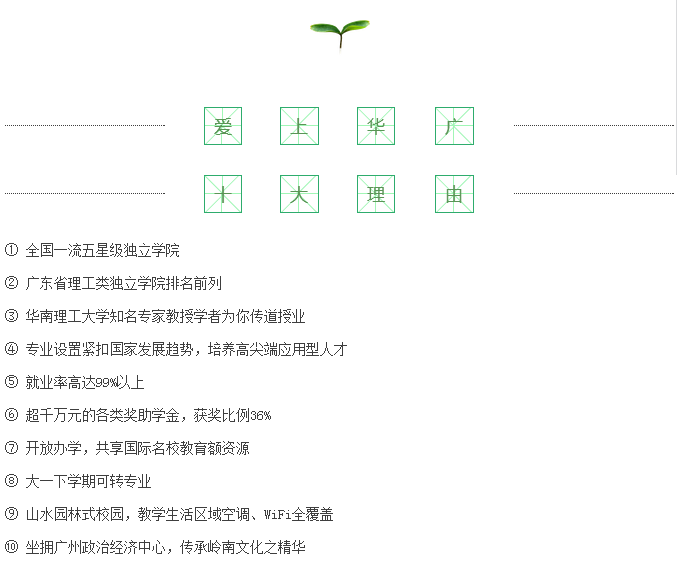 爱上华广
十大理由
① 全国一流五星级独立学院
② 广东省理工类独立学院排名前列
③ 华南理工大学知名专家教授学者为你传道授业
④ 专业设置紧扣国家发展趋势，培养高尖端应用型人才
⑤ 就业率高达99%以上
⑥ 超千万元的各类奖助学金，获奖比例36%
⑦ 开放办学，共享国际名校教育额资源
⑧ 大一下学期可转专业
⑨ 山水园林式校园，教学生活区域空调、WiFi全覆盖
⑩ 坐拥广州政治经济中心，传承岭南文化之精华